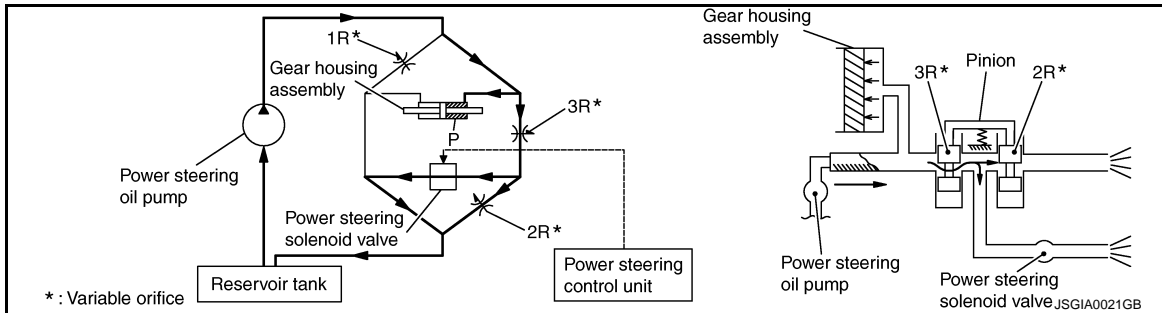 1R*
Gear housing
assembly
3R*
P
Power steering
oil pump
Power steering
solenoid valve
2R*
Reservoir tank
Power steering
control unit
* : Variable orifice
Gear housing
assembly
Pinion
3R*
2R*
Power steering
oil pump
Power steering
solenoid valve
JSGIA0021GB